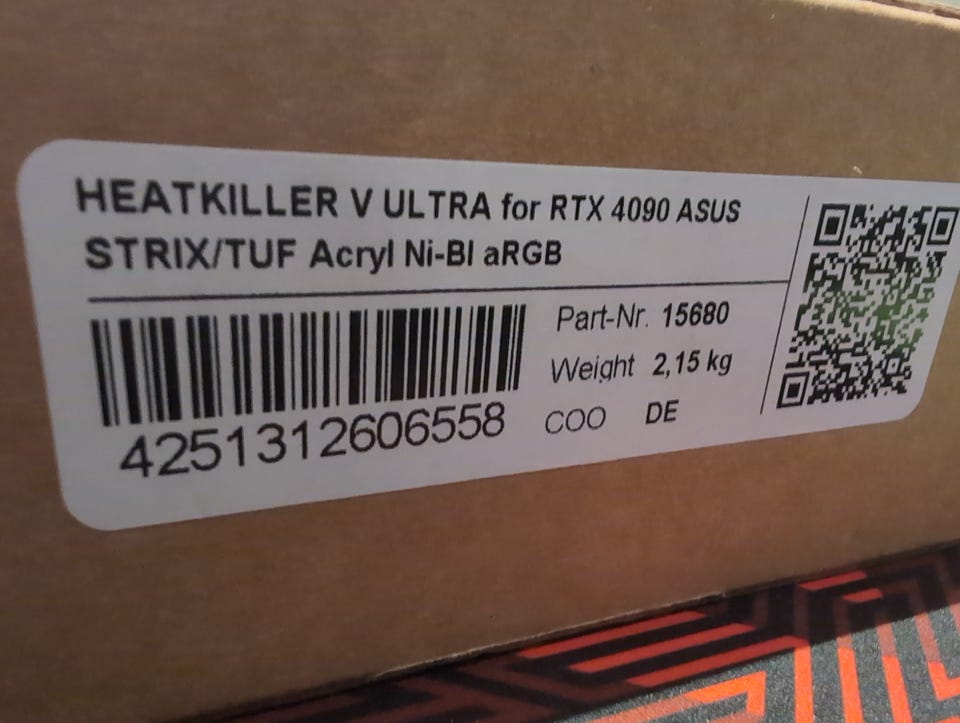 HEATKILLER V ULTRA for RTX 4090 ASUS
STRIX/TUF Acryl Ni-Bl aRGB
Part-Nr. 15680
Weight 2,15 kg
COO DE
4251312606558